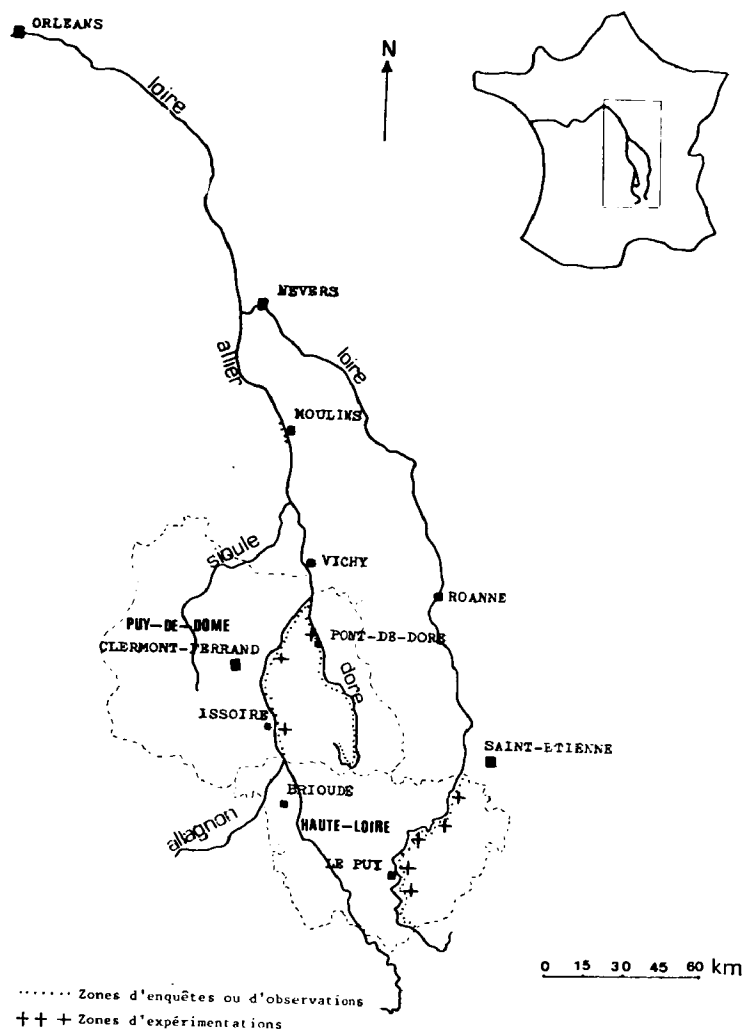 ORLEANS
N
loire
NEVERS
allier
loire
MOULINS
sioule
VICHY
ROANNE
PUY-DE-DOME
PONT-DE-DORE
CLERMONT-FERRAND
dore
ISSOIRE
SAINT-ETIENNE
BRIOUDE
allagnon
HAUTE-LOIRE
LE PUY
0 15 30 45 60 km
Zones d'enquêtes ou d'observations
Zones d'expérimentations